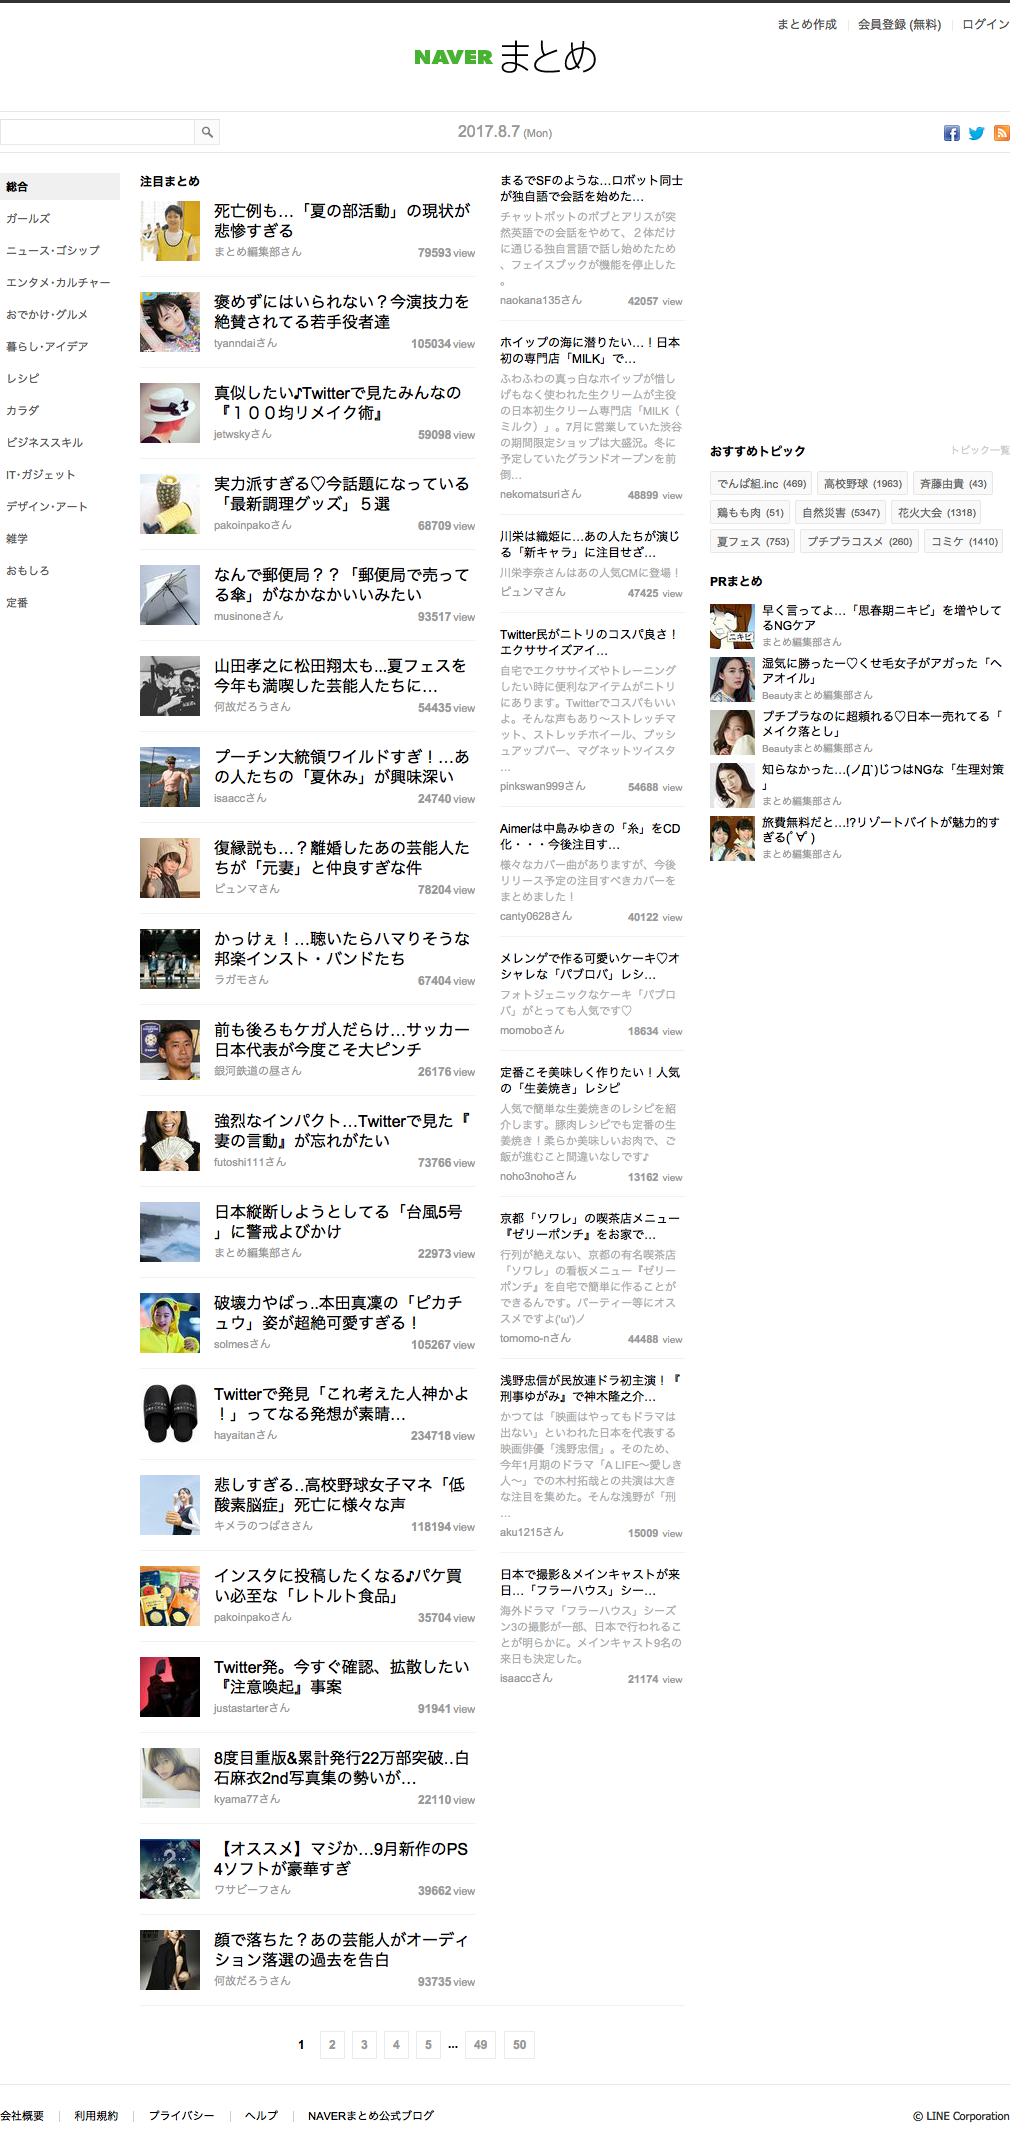 まとめ作成
会員登録 (無料)
ログイン
NAVER まとめ
2017.8.7 (Mon)
総合
ガールズ
ニュース・ゴシップ
エンタメ・カルチャー
おでかけ・グルメ
暮らし・アイデア
レシピ
カラダ
ビジネススキル
IT・ガジェット
デザイン・アート
雑学
おもしろ
定番
注目まとめ
死亡例も…「夏の部活動」の現状が
悲惨すぎる
まとめ編集部さん
79593 view
褒めずにはいられない？今演技力を
絶賛されてる若手役者達
tyanndaiさん
105034 view
真似したい♪Twitterで見たみんなの
『１００均リメイク術』
jetwskyさん
59098 view
実力派すぎる♡今話題になっている
「最新調理グッズ」５選
pakoinpakoさん
68709 view
なんで郵便局？？「郵便局で売って
る傘」がなかなかいいみたい
musinoneさん
93517 view
山田孝之に松田翔太も...夏フェスを
今年も満喫した芸能人たちに…
何故だろうさん
54435 view
プーチン大統領ワイルドすぎ！…あ
の人たちの「夏休み」が興味深い
isaaccさん
24740 view
復縁説も…？離婚したあの芸能人た
ちが「元妻」と仲良すぎな件
ピュンマさん
78204 view
かっけぇ！…聴いたらハマりそうな
邦楽インスト・バンドたち
ラガモさん
67404 view
前も後ろもケガ人だらけ…サッカー
日本代表が今度こそ大ピンチ
銀河鉄道の昼さん
26176 view
強烈なインパクト…Twitterで見た『
妻の言動』が忘れがたい
futoshi111さん
73766 view
日本縦断しようとしてる「台風5号
」に警戒よびかけ
まとめ編集部さん
22973 view
破壊力やばっ..本田真凜の「ピカチ
ュウ」姿が超絶可愛すぎる！
solmesさん
105267 view
Twitterで発見「これ考えた人神かよ
！」ってなる発想が素晴…
hayaitanさん
234718 view
悲しすぎる..高校野球女子マネ「低
酸素脳症」死亡に様々な声
キメラのつばささん
118194 view
インスタに投稿したくなる♪パケ買
い必至な「レトルト食品」
pakoinpakoさん
35704 view
Twitter発。今すぐ確認、拡散したい
『注意喚起』事案
justastarterさん
91941 view
8度目重版&累計発行22万部突破..白
石麻衣2nd写真集の勢いが…
kyama77さん
22110 view
【オススメ】マジか…9月新作のPS
4ソフトが豪華すぎ
ワサビーフさん
39662 view
顔で落ちた？あの芸能人がオーディ
ション落選の過去を告白
何故だろうさん
93735 view
まるでSFのような…ロボット同士
が独自語で会話を始めた…
チャットボットのボブとアリスが突
然英語での会話をやめて、２体だけ
に通じる独自言語で話し始めたため
、フェイスブックが機能を停止した
。
naokana135さん
42057 view
ホイップの海に潜りたい…！日本
初の専門店「MILK」で…
ふわふわの真っ白なホイップが惜し
げもなく使われた生クリームが主役
の日本初生クリーム専門店「MILK（
ミルク）」。7月に営業していた渋谷
の期間限定ショップは大盛況。冬に
予定していたグランドオープンを前
倒…
nekomatsuriさん
48899 view
川栄は織姫に…あの人たちが演じ
る「新キャラ」に注目せざ…
川栄李奈さんはあの人気CMに登場！
ピュンマさん
47425 view
Twitter民がニトリのコスパ良さ！
エクササイズアイ…
自宅でエクササイズやトレーニング
したい時に便利なアイテムがニトリ
にあります。Twitterでコスパもいい
よ。そんな声もあり〜ストレッチマ
ット、ストレッチホイール、プッシ
ュアップバー、マグネットツイスタ
…
pinkswan999さん
54688 view
Aimerは中島みゆきの「糸」をCD
化・・・今後注目す…
様々なカバー曲がありますが、今後
リリース予定の注目すべきカバーを
まとめました！
canty0628さん
40122 view
メレンゲで作る可愛いケーキ♡オ
シャレな「パブロバ」レシ…
フォトジェニックなケーキ「パブロ
バ」がとっても人気です♡
momoboさん
18634 view
定番こそ美味しく作りたい！人気
の「生姜焼き」レシピ
人気で簡単な生姜焼きのレシピを紹
介します。豚肉レシピでも定番の生
姜焼き！柔らか美味しいお肉で、ご
飯が進むこと間違いなしです♪
noho3nohoさん
13162 view
京都「ソワレ」の喫茶店メニュー
『ゼリーポンチ』をお家で…
行列が絶えない、京都の有名喫茶店
「ソワレ」の看板メニュー『ゼリー
ポンチ』を自宅で簡単に作ることが
できるんです。パーティー等にオス
スメですよ('ω')ノ
tomomo-nさん
44488 view
浅野忠信が民放連ドラ初主演！『
刑事ゆがみ』で神木隆之介…
かつては「映画はやってもドラマは
出ない」といわれた日本を代表する
映画俳優「浅野忠信」。そのため、
今年1月期のドラマ「A LIFE〜愛しき
人〜」での木村拓哉との共演は大き
な注目を集めた。そんな浅野が「刑
…
aku1215さん
15009 view
日本で撮影＆メインキャストが来
日…「フラーハウス」シー…
海外ドラマ「フラーハウス」シーズ
ン3の撮影が一部、日本で行われるこ
とが明らかに。メインキャスト9名の
来日も決定した。
isaaccさん
21174 view
おすすめトピック
トピック一覧
でんぱ組.inc (469)
高校野球 (1963)
斉藤由貴 (43)
鶏もも肉 (51)
自然災害 (5347)
花火大会 (1318)
夏フェス (753)
プチプラコスメ (260)
コミケ (1410)
PRまとめ
ニキビ
早く言ってよ…「思春期ニキビ」を増やして
るNGケア
まとめ編集部さん
湿気に勝ったー♡くせ毛女子がアガった「ヘ
アオイル」
Beautyまとめ編集部さん
プチプラなのに超頼れる♡日本一売れてる「
メイク落とし」
Beautyまとめ編集部さん
知らなかった…(ノД`)じつはNGな「生理対策
」
まとめ編集部さん
旅費無料だと…!?リゾートバイトが魅力的す
ぎる(ﾟ∀ﾟ)
まとめ編集部さん
1 2 3 4 5 ... 49 50
会社概要
利用規約
プライバシー
ヘルプ
NAVERまとめ公式ブログ
© LINE Corporation